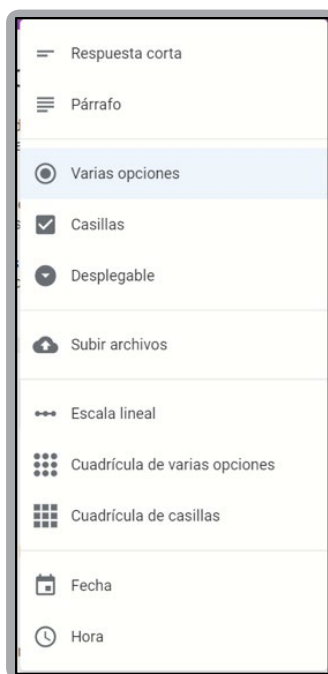 Respuesta corta
Párrafo
Varias opciones
Casillas
Desplegable
Subir archivos
Escala lineal
Cuadrícula de varias opciones
Cuadrícula de casillas
Fecha
Hora